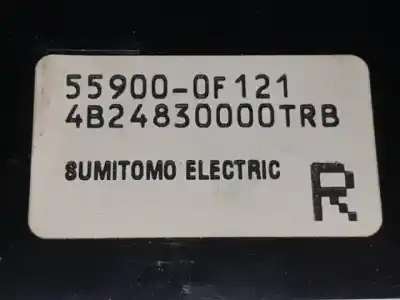 55900-0F121
4B24830000TRB
SUMITOMO ELECTRIC
R